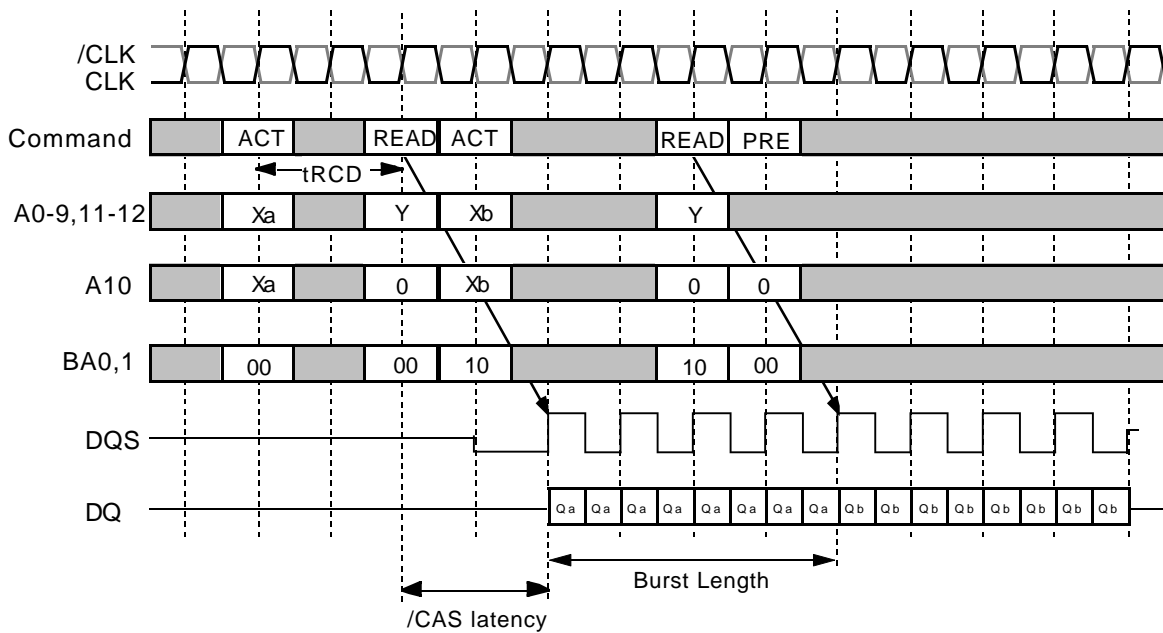 /CLK
CLK
Command ACT READ ACT READ PRE
tRCD
A0-9,11-12 Xa Y Xb Y
A10 Xa 0 Xb 0 0
BA0,1 00 00 10 10 00
DQS
DQ Qa Qa Qa Qa Qa Qa Qa Qa Qb Qb Qb Qb Qb Qb Qb Qb
Burst Length
/CAS latency